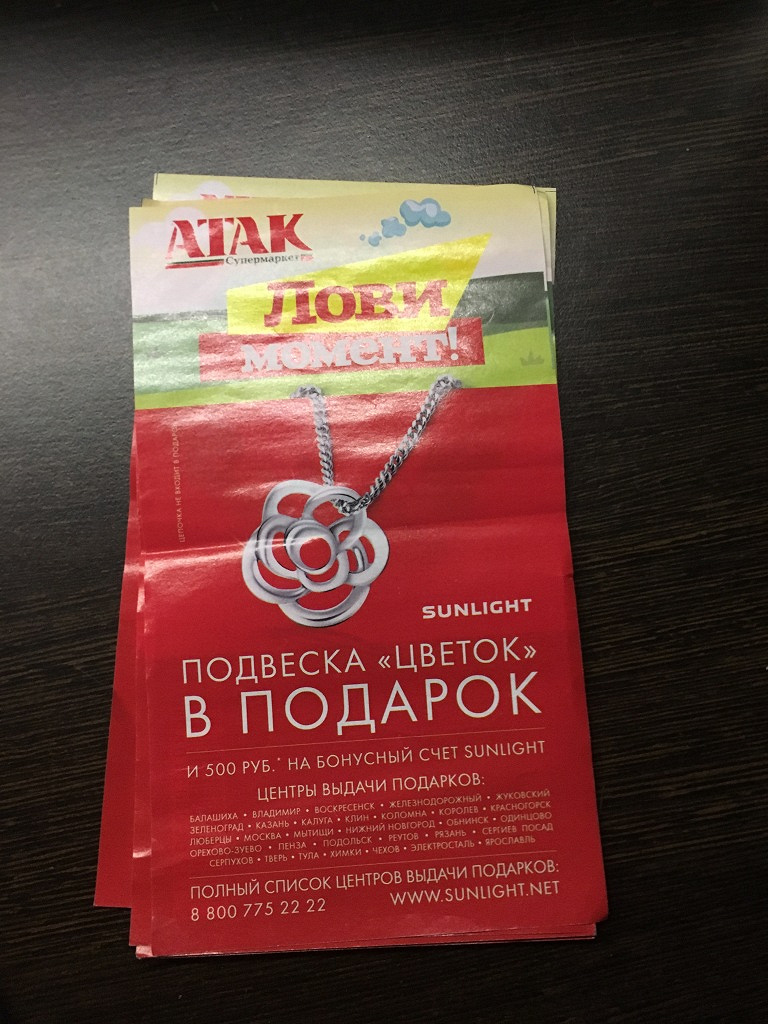 АТАК
Супермаркет
Лови
момент!
ЦЕПОЧКА НЕ ВХОДИТ В ПОДАРОК
SUNLIGHT
ПОДВЕСКА «ЦВЕТОК»
В ПОДАРОК
И 500 РУБ.* НА БОНУСНЫЙ СЧЕТ SUNLIGHT
ЦЕНТРЫ ВЫДАЧИ ПОДАРКОВ:
БАЛАШИХА • ВЛАДИМИР • ВОСКРЕСЕНСК • ЖЕЛЕЗНОДОРОЖНЫЙ • ЖУКОВСКИЙ
ЗЕЛЕНОГРАД • КАЗАНЬ • КАЛУГА • КЛИН • КОЛОМНА • КОРОЛЕВ • КРАСНОГОРСК
ЛЮБЕРЦЫ • МОСКВА • МЫТИЩИ • НИЖНИЙ НОВГОРОД • ОБНИНСК • ОДИНЦОВО
ОРЕХОВО-ЗУЕВО • ПЕНЗА • ПОДОЛЬСК • РЕУТОВ • РЯЗАНЬ • СЕРГИЕВ ПОСАД
СЕРПУХОВ • ТВЕРЬ • ТУЛА • ХИМКИ • ЧЕХОВ • ЭЛЕКТРОСТАЛЬ • ЯРОСЛАВЛЬ
ПОЛНЫЙ СПИСОК ЦЕНТРОВ ВЫДАЧИ ПОДАРКОВ:
8 800 775 22 22 WWW.SUNLIGHT.NET